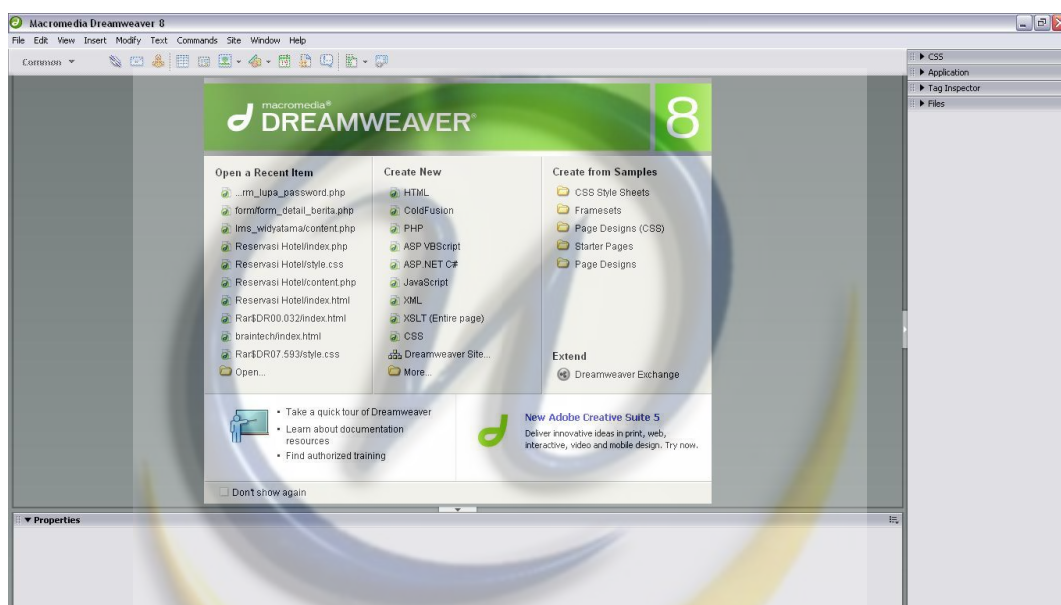 Macromedia Dreamweaver 8
File Edit View Insert Modify Text Commands Site Window Help
Common
CSS
Application
Tag Inspector
Files
macromedia®
DREAMWEAVER®
8
Open a Recent Item
...rm_lupa_password.php
form/form_detail_berita.php
lms_widyatama/content.php
Reservasi Hotel/index.php
Reservasi Hotel/style.css
Reservasi Hotel/content.php
Reservasi Hotel/index.html
Rar$DR00.032/index.html
braintech/index.html
Rar$DR07.593/style.css
Open...
Create New
HTML
ColdFusion
PHP
ASP VBScript
ASP.NET C#
JavaScript
XML
XSLT (Entire page)
CSS
Dreamweaver Site...
More...
Create from Samples
CSS Style Sheets
Framesets
Page Designs (CSS)
Starter Pages
Page Designs
Extend
Dreamweaver Exchange
• Take a quick tour of Dreamweaver
• Learn about documentation
resources
• Find authorized training
New Adobe Creative Suite 5
Deliver innovative ideas in print, web,
interactive, video and mobile design. Try now.
Don't show again
Properties